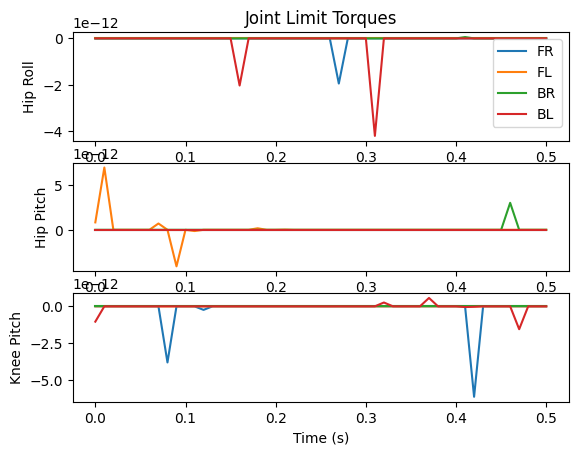 Joint Limit Torques
1e−12
0
−2
−4
Hip Roll
FR
FL
BR
BL
0.0 0.1 0.2 0.3 0.4 0.5
1e−12
5
0
Hip Pitch
0.0 0.1 0.2 0.3 0.4 0.5
1e−12
0.0
−2.5
−5.0
Knee Pitch
0.0 0.1 0.2 0.3 0.4 0.5
Time (s)